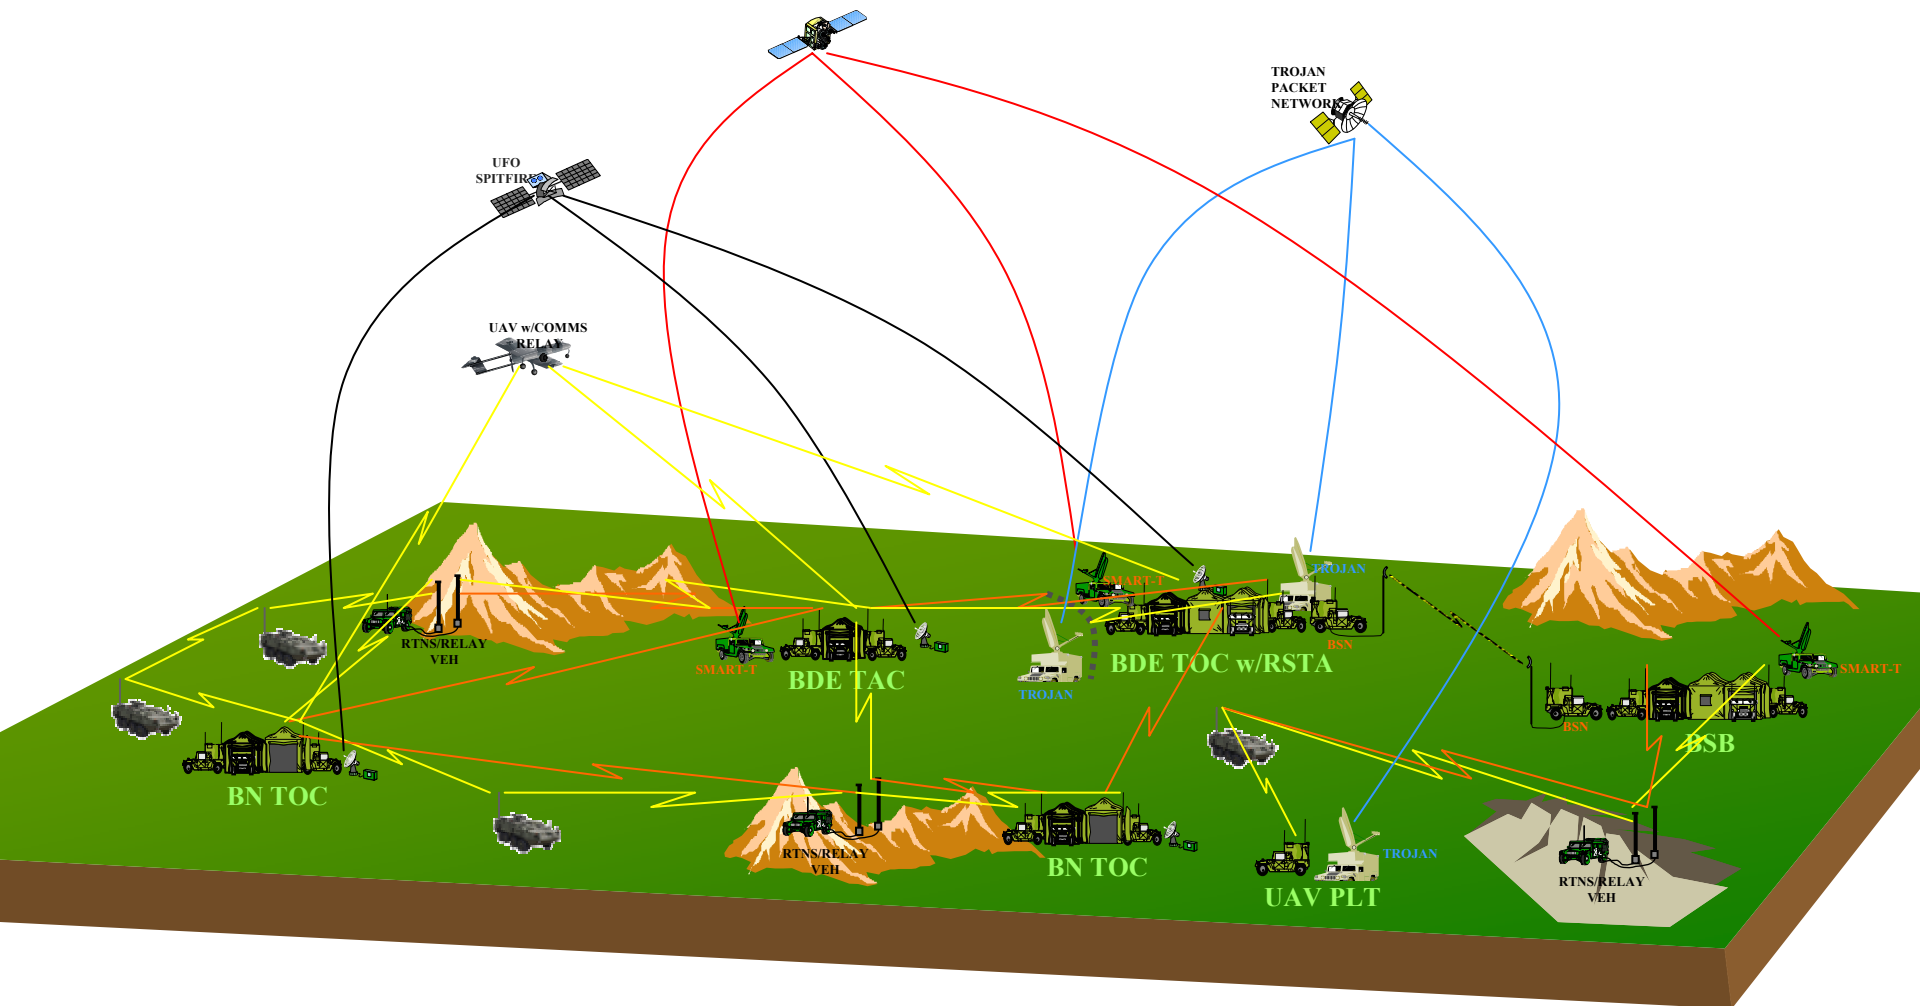 TROJAN
PACKET
NETWORK
UFO
SPITFIRE
UAV w/COMMS
RELAY
SMART-T
TROJAN
RTNS/RELAY
VEH
SMART-T
BDE TAC
TROJAN
BDE TOC w/RSTA
BSN
SMART-T
BSN
BSB
BN TOC
RTNS/RELAY
VEH
BN TOC
TROJAN
UAV PLT
RTNS/RELAY
VEH